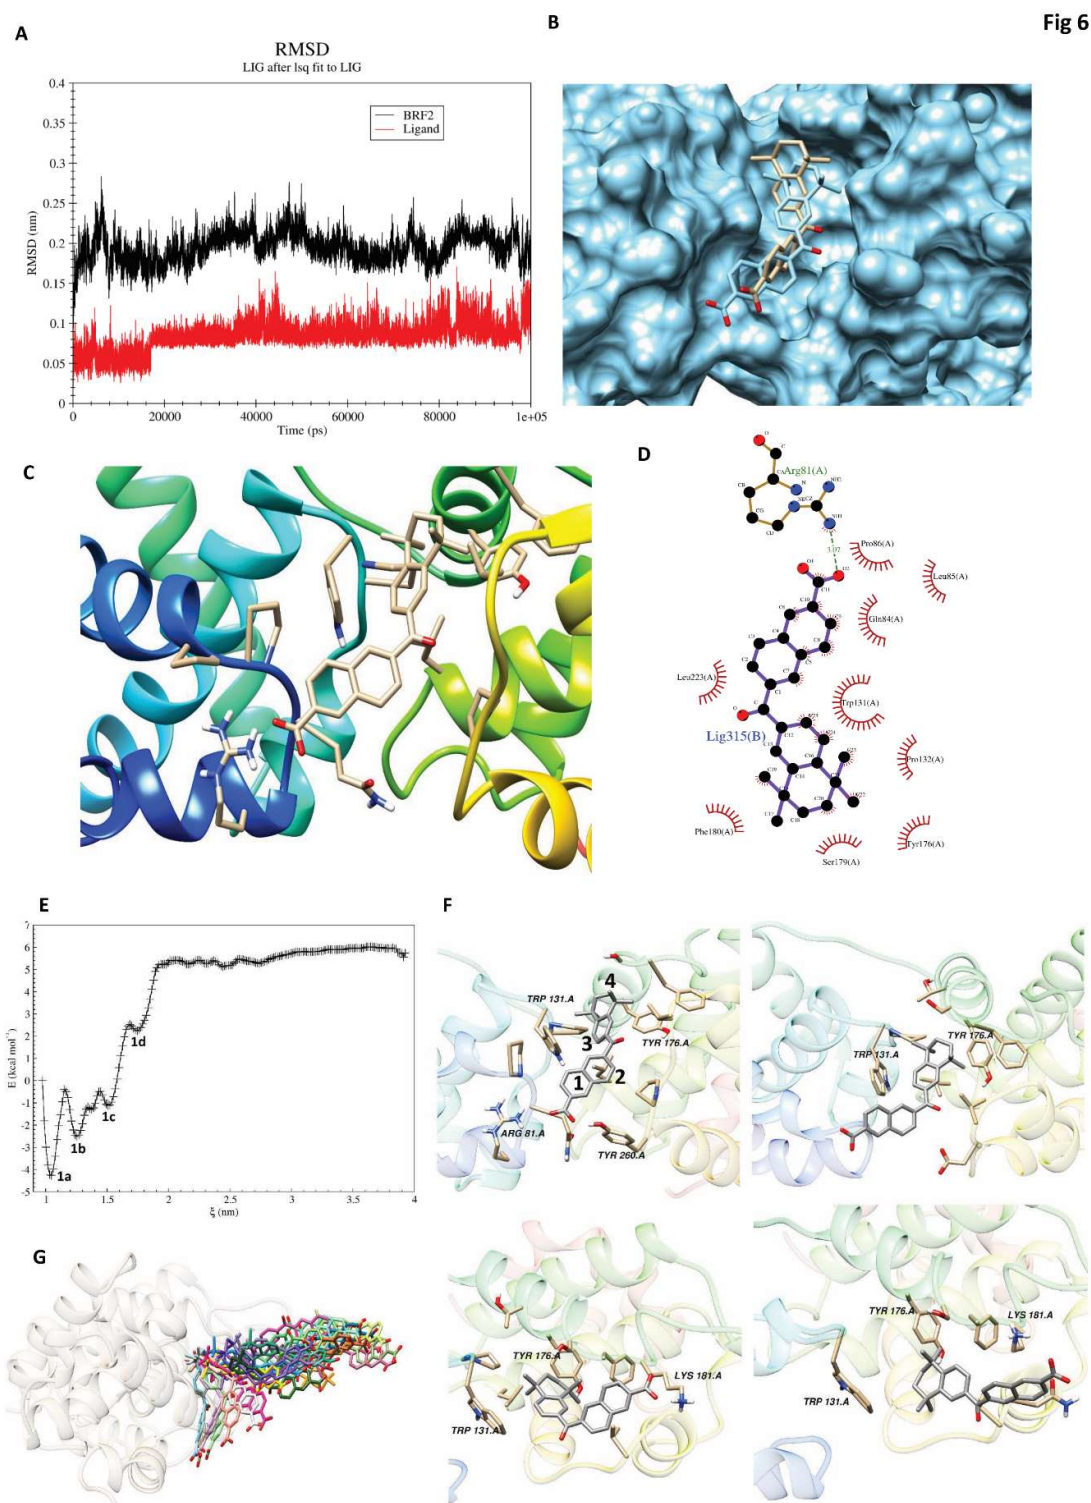 Fig 6
A
RMSD
LIG after lsq fit to LIG
BRF2
Ligand
RMSD (nm)
0.4
0.35
0.3
0.25
0.2
0.15
0.1
0.05
0
0 20000 40000 60000 80000 1e+05
Time (ps)
B
C
D
Arg81(A)
3.07
Pro86(A)
Leu85(A)
Gln84(A)
Leu223(A)
Trp131(A)
Lig315(B)
Pro132(A)
Phe180(A)
Tyr176(A)
Ser179(A)
E
E (kcal mol⁻¹)
7
6
5
4
3
2
1
0
-1
-2
-3
-4
-5
1a
1b
1c
1d
1 1.5 2 2.5 3 3.5 4
ξ (nm)
F
TRP 131.A
4
3
TYR 176.A
1
2
ARG 81.A
TYR 260.A
TRP 131.A
TYR 176.A
TYR 176.A
LYS 181.A
TRP 131.A
TYR 176.A
LYS 181.A
TRP 131.A
G